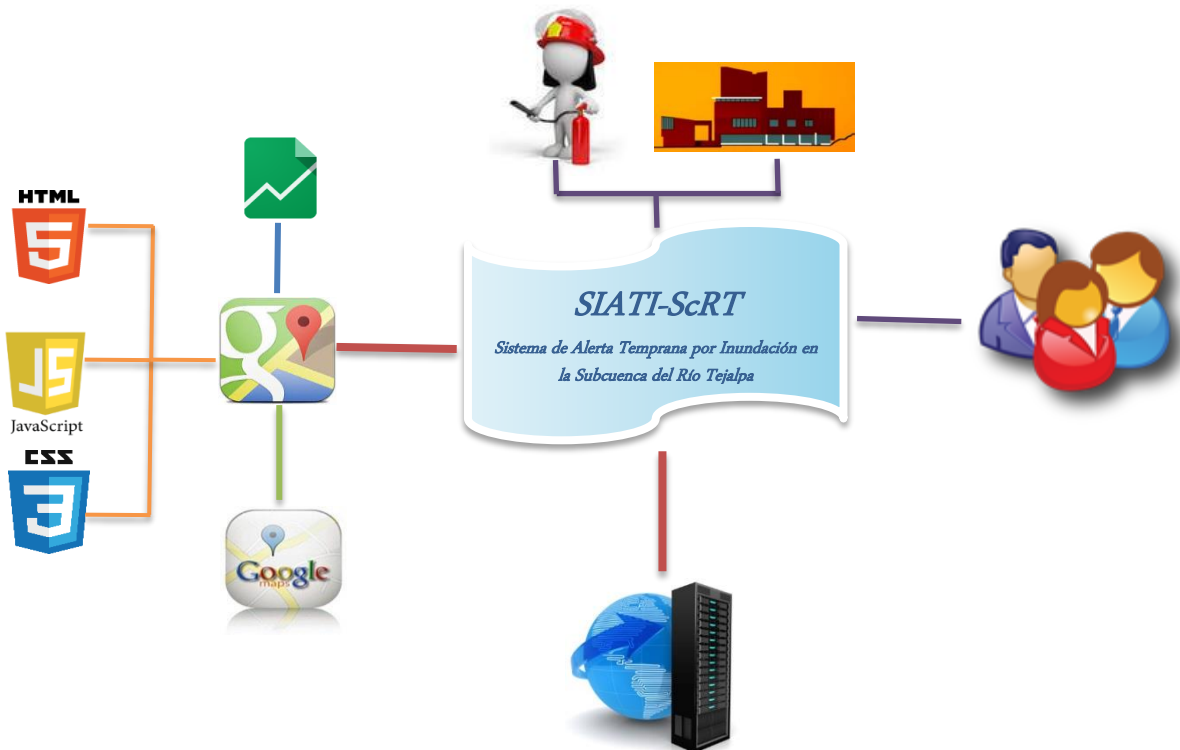 HTML
5
JS
JavaScript
CSS
3
g
Google
maps
SIATI-ScRT
Sistema de Alerta Temprana por Inundación en
la Subcuenca del Río Tejalpa